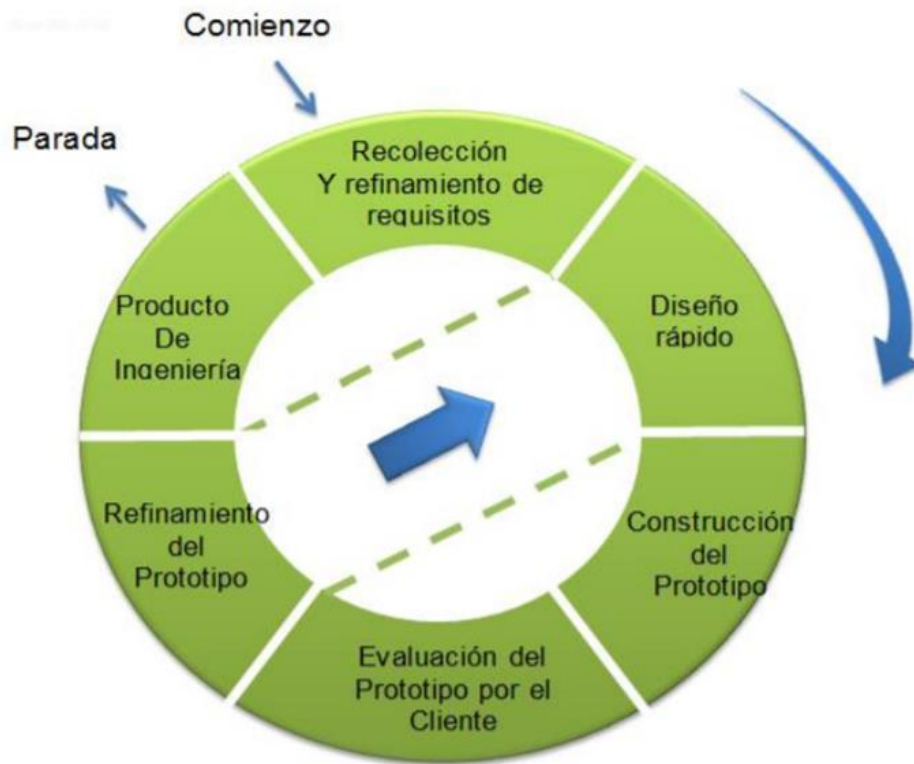 Comienzo
Parada
Recolección
Y refinamiento de
requisitos
Diseño
rápido
Construcción
del
Prototipo
Evaluación del
Prototipo por el
Cliente
Refinamiento
del
Prototipo
Producto
De
Ingeniería